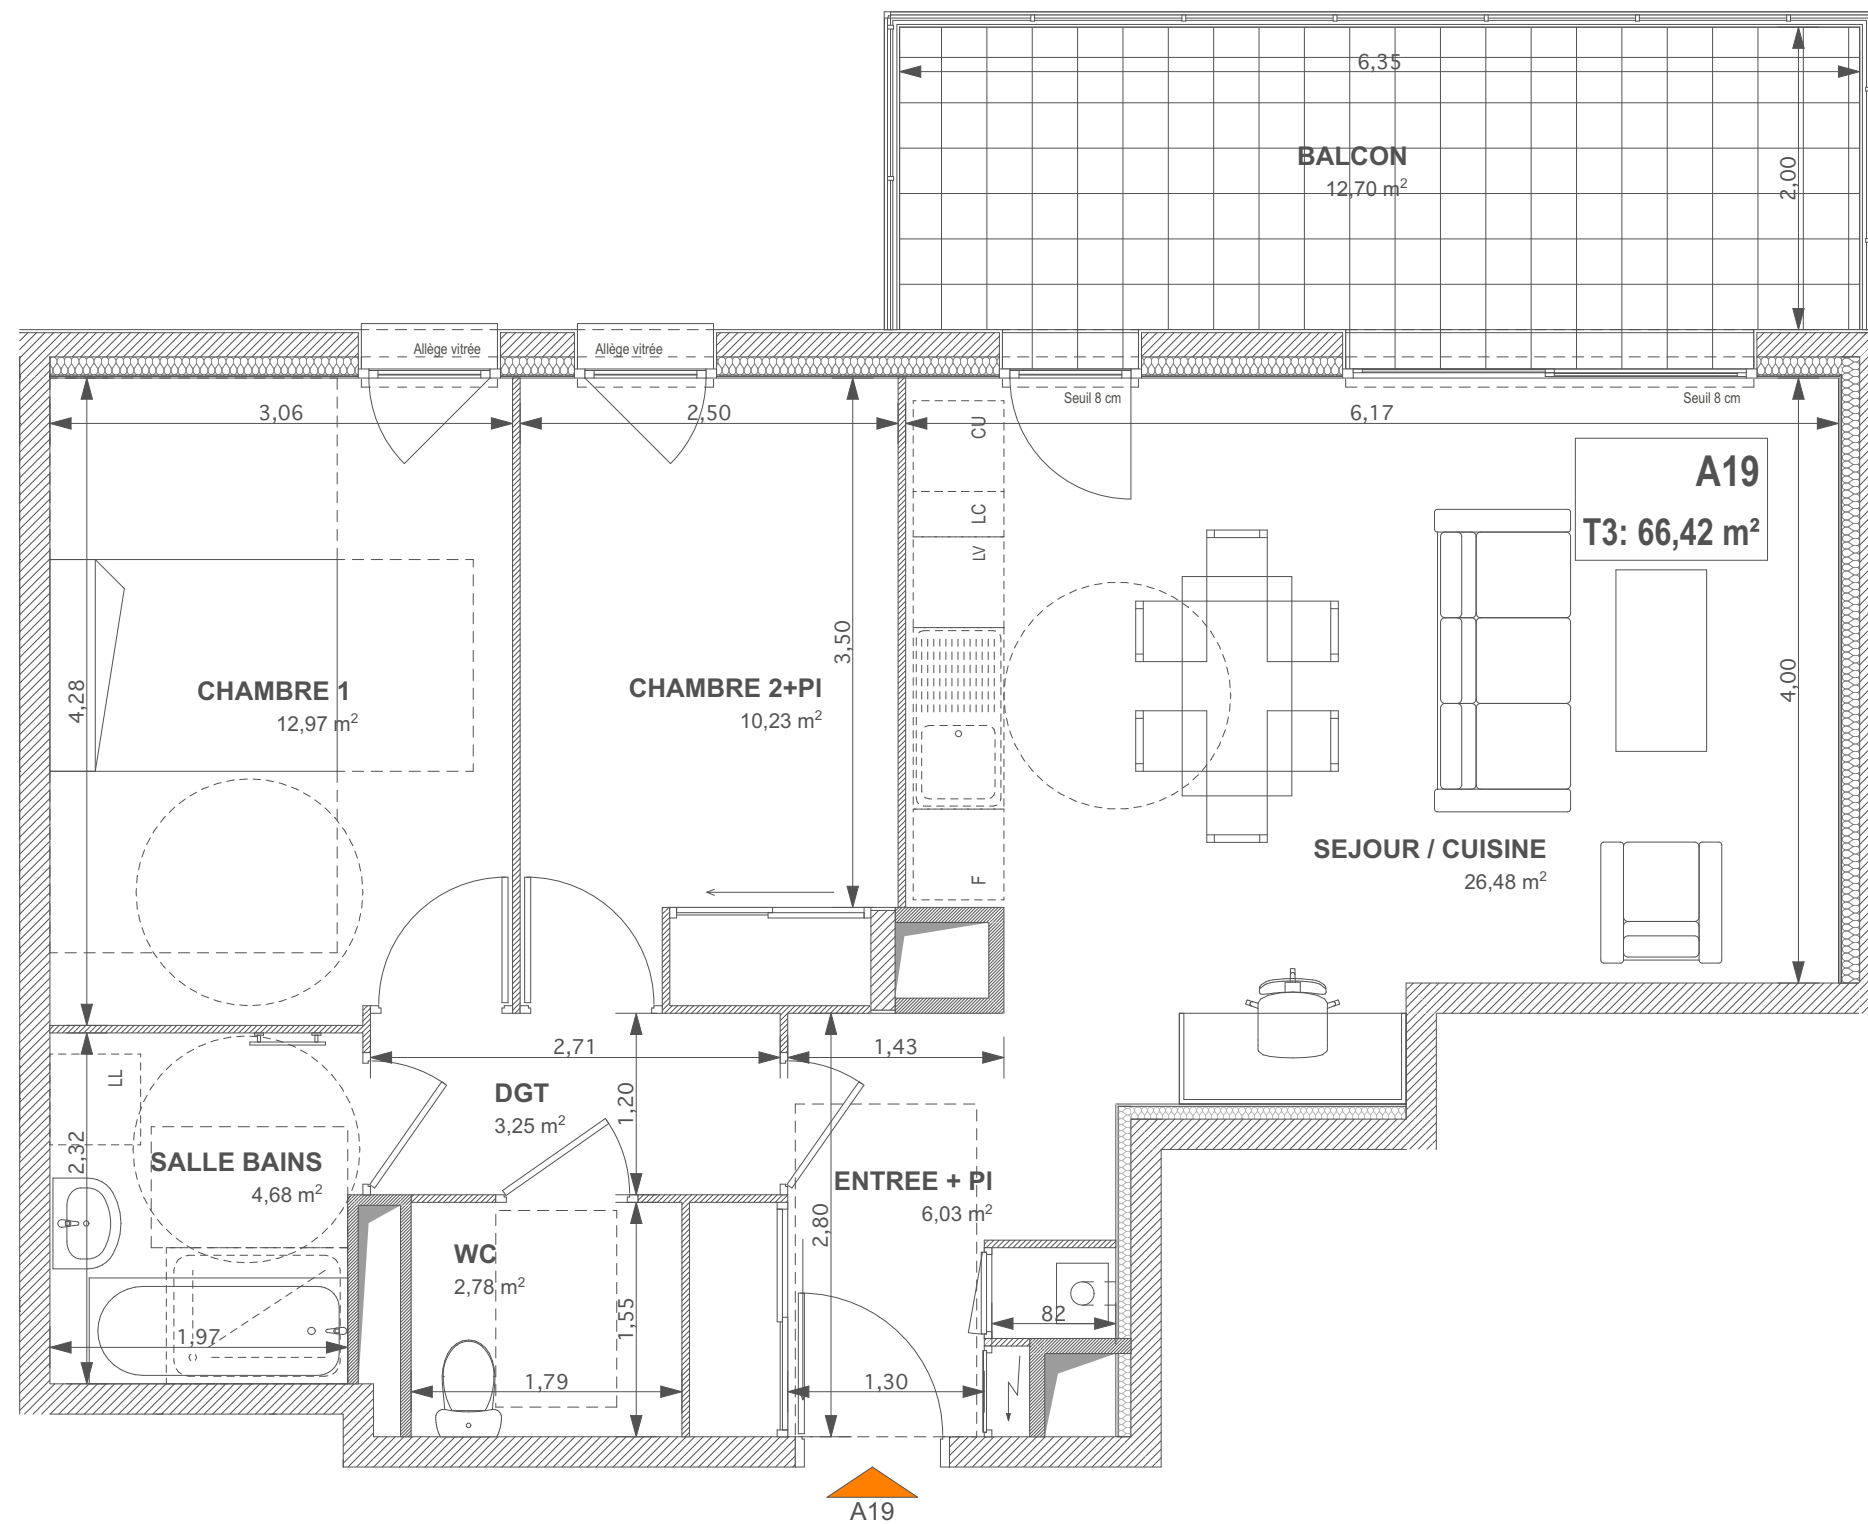 6,35
BALCON
12,70 m²
2,00
Allège vitrée
Allège vitrée
Seuil 8 cm
Seuil 8 cm
3,06
2,50
6,17
CU
LC
LV
F
A19
T3: 66,42 m²
4,28
CHAMBRE 1
12,97 m²
3,50
CHAMBRE 2+PI
10,23 m²
4,00
SEJOUR / CUISINE
26,48 m²
2,71
1,43
LL
DGT
3,25 m²
1,20
2,32
SALLE BAINS
4,68 m²
ENTREE + PI
6,03 m²
2,80
WC
2,78 m²
1,55
82
1,97
1,79
1,30
A19